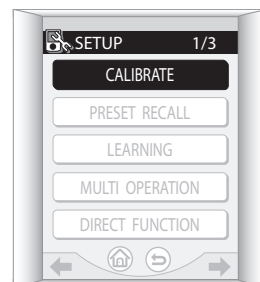 SETUP 1/3
CALIBRATE
PRESET RECALL
LEARNING
MULTI OPERATION
DIRECT FUNCTION